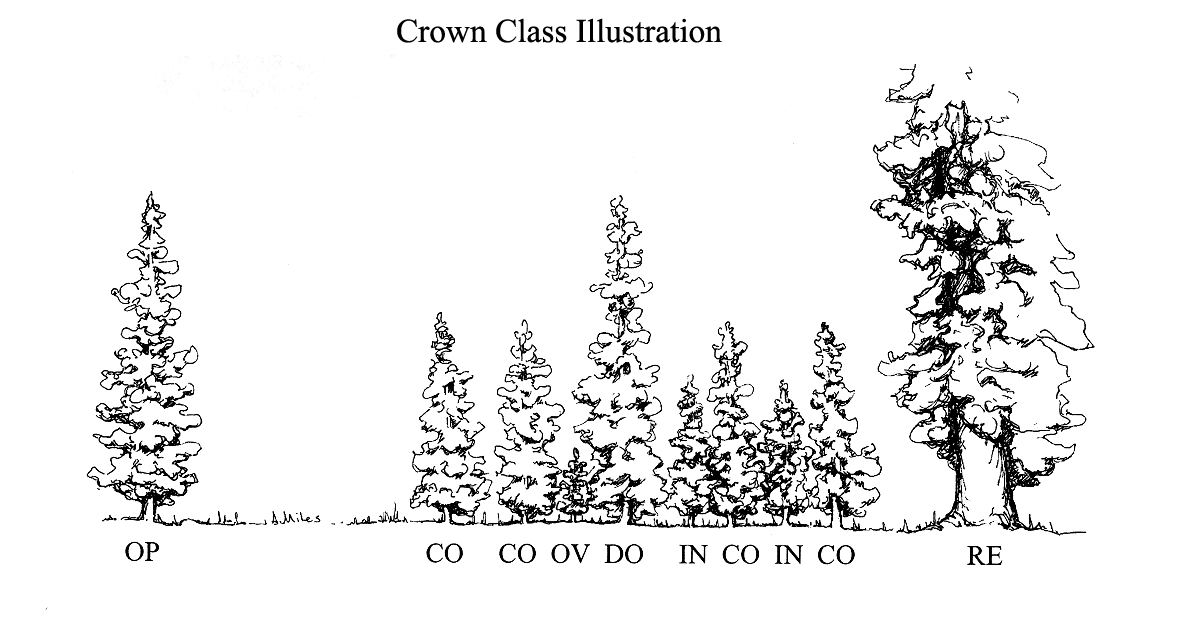 Crown Class Illustration
A.Miles
OP CO CO OV DO IN CO IN CO RE